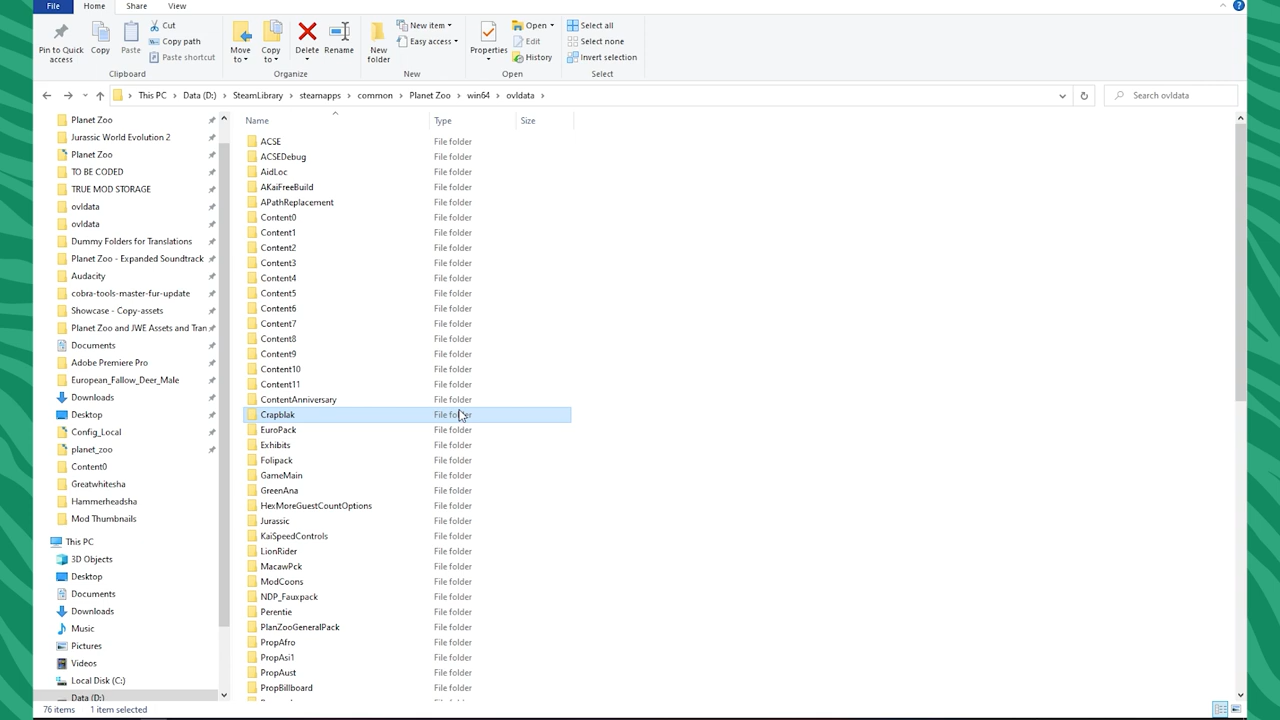 File Home Share View
Pin to Quick access
Copy
Paste
Cut
Copy path
Paste shortcut
Clipboard
Move to
Copy to
Delete
Rename
Organize
New folder
New item
Easy access
New
Properties
Open
Edit
History
Open
Select all
Select none
Invert selection
Select
This PC Data (D:) SteamLibrary steamapps common Planet Zoo win64 ovldata
Search ovldata
Planet Zoo
Jurassic World Evolution 2
Planet Zoo
TO BE CODED
TRUE MOD STORAGE
ovldata
ovldata
Dummy Folders for Translations
Planet Zoo - Expanded Soundtrack
Audacity
cobra-tools-master-fur-update
Showcase - Copy-assets
Planet Zoo and JWE Assets and Tran
Documents
Adobe Premiere Pro
European_Fallow_Deer_Male
Downloads
Desktop
Config_Local
planet_zoo
Content0
Greatwhitesha
Hammerheadsha
Mod Thumbnails
This PC
3D Objects
Desktop
Documents
Downloads
Music
Pictures
Videos
Local Disk (C:)
Data (D:)
Name Type Size
ACSE File folder
ACSEDebug File folder
AidLoc File folder
AKaiFreeBuild File folder
APathReplacement File folder
Content0 File folder
Content1 File folder
Content2 File folder
Content3 File folder
Content4 File folder
Content5 File folder
Content6 File folder
Content7 File folder
Content8 File folder
Content9 File folder
Content10 File folder
Content11 File folder
ContentAnniversary File folder
Crapblak File folder
EuroPack File folder
Exhibits File folder
Folipack File folder
GameMain File folder
GreenAna File folder
HexMoreGuestCountOptions File folder
Jurassic File folder
KaiSpeedControls File folder
LionRider File folder
MacawPck File folder
ModCoons File folder
NDP_Fauxpack File folder
Perentie File folder
PlanZooGeneralPack File folder
PropAfro File folder
PropAsi1 File folder
PropAust File folder
PropBillboard File folder
76 items 1 item selected